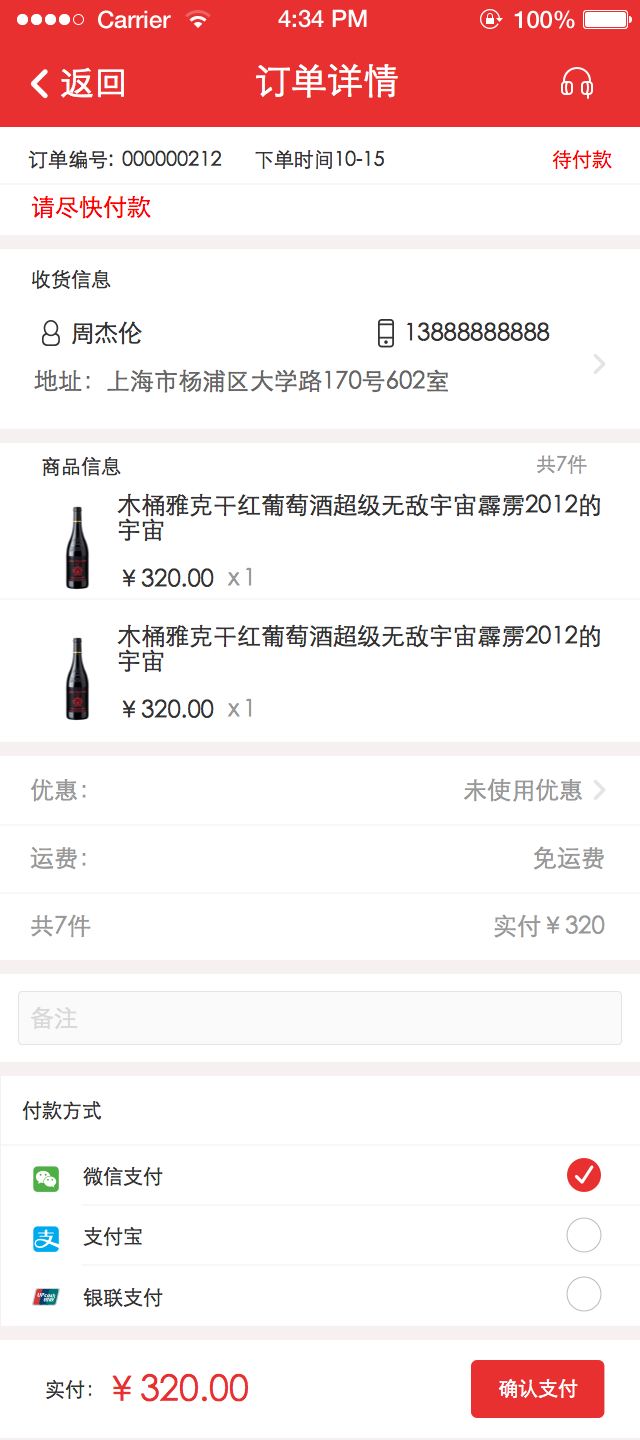 Carrier 4:34 PM 100%
返回 订单详情
订单编号: 000000212 下单时间10-15 待付款
请尽快付款
收货信息
周杰伦 13888888888
地址：上海市杨浦区大学路170号602室
商品信息 共7件
木桶雅克干红葡萄酒超级无敌宇宙霹雳2012的
宇宙
￥320.00 x1
木桶雅克干红葡萄酒超级无敌宇宙霹雳2012的
宇宙
￥320.00 x1
优惠： 未使用优惠
运费： 免运费
共7件 实付￥320
备注
付款方式
微信支付
支 支付宝
银联支付
实付： ￥320.00 确认支付